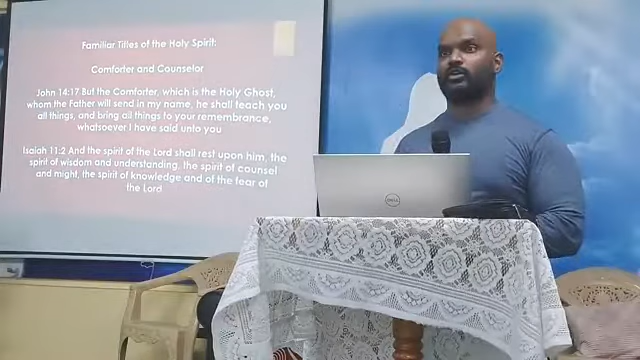 Familiar Titles of the Holy Spirit:
Comforter and Counselor
John 14:17 But the Comforter, which is the Holy Ghost,
whom the Father will send in my name, he shall teach you
all things, and bring all things to your remembrance,
whatsoever I have said unto you
Isaiah 11:2 And the spirit of the Lord shall rest upon him, the
spirit of wisdom and understanding, the spirit of counsel
and might, the spirit of knowledge and of the fear of
the Lord
DELL